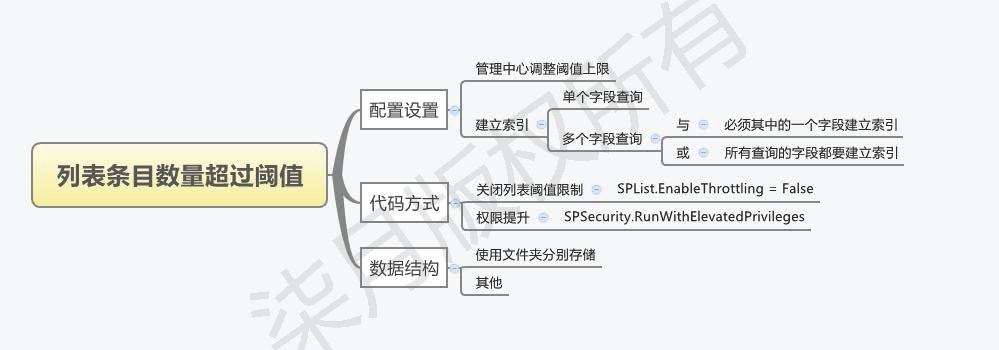 列表条目数量超过阈值
配置设置
管理中心调整阈值上限
建立索引
单个字段查询
多个字段查询
与
必须其中的一个字段建立索引
或
所有查询的字段都要建立索引
代码方式
关闭列表阈值限制
SPList.EnableThrottling = False
权限提升
SPSecurity.RunWithElevatedPrivileges
数据结构
使用文件夹分别存储
其他
柒月版权所有